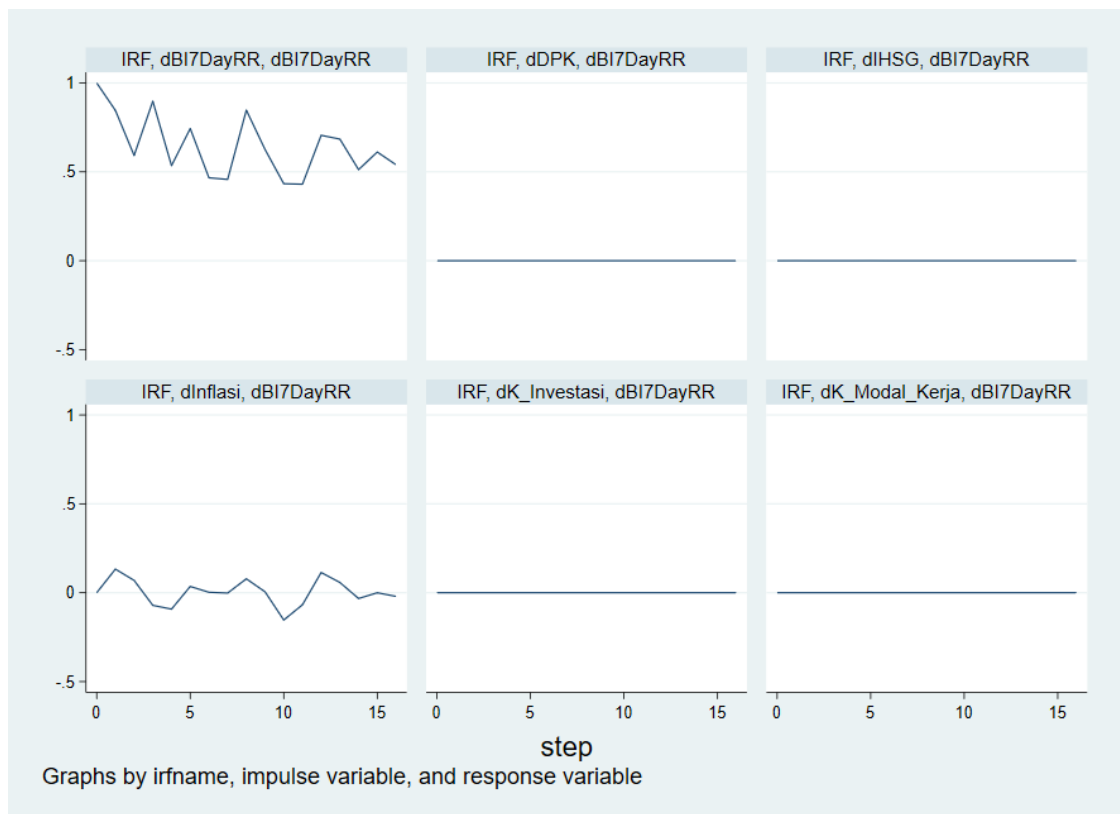 IRF, dBI7DayRR, dBI7DayRR
IRF, dDPK, dBI7DayRR
IRF, dIHSG, dBI7DayRR
1
.5
0
-.5
IRF, dInflasi, dBI7DayRR
IRF, dK_Investasi, dBI7DayRR
IRF, dK_Modal_Kerja, dBI7DayRR
1
.5
0
-.5
0 5 10 15
0 5 10 15
0 5 10 15
step
Graphs by irfname, impulse variable, and response variable